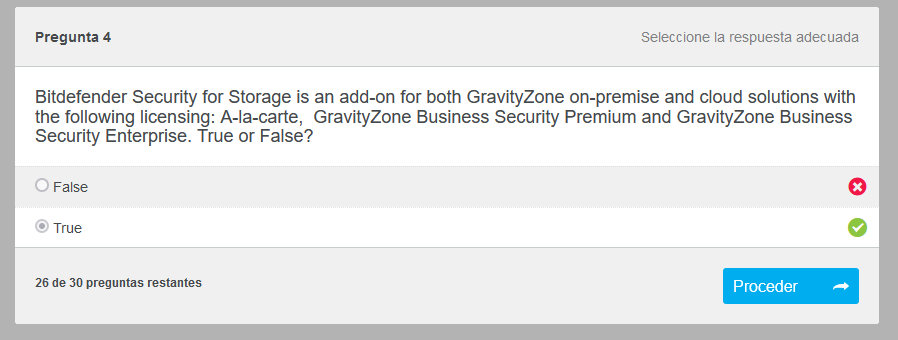 Pregunta 4
Seleccione la respuesta adecuada
Bitdefender Security for Storage is an add-on for both GravityZone on-premise and cloud solutions with
the following licensing: A-la-carte,  GravityZone Business Security Premium and GravityZone Business
Security Enterprise. True or False?
False
True
26 de 30 preguntas restantes
Proceder